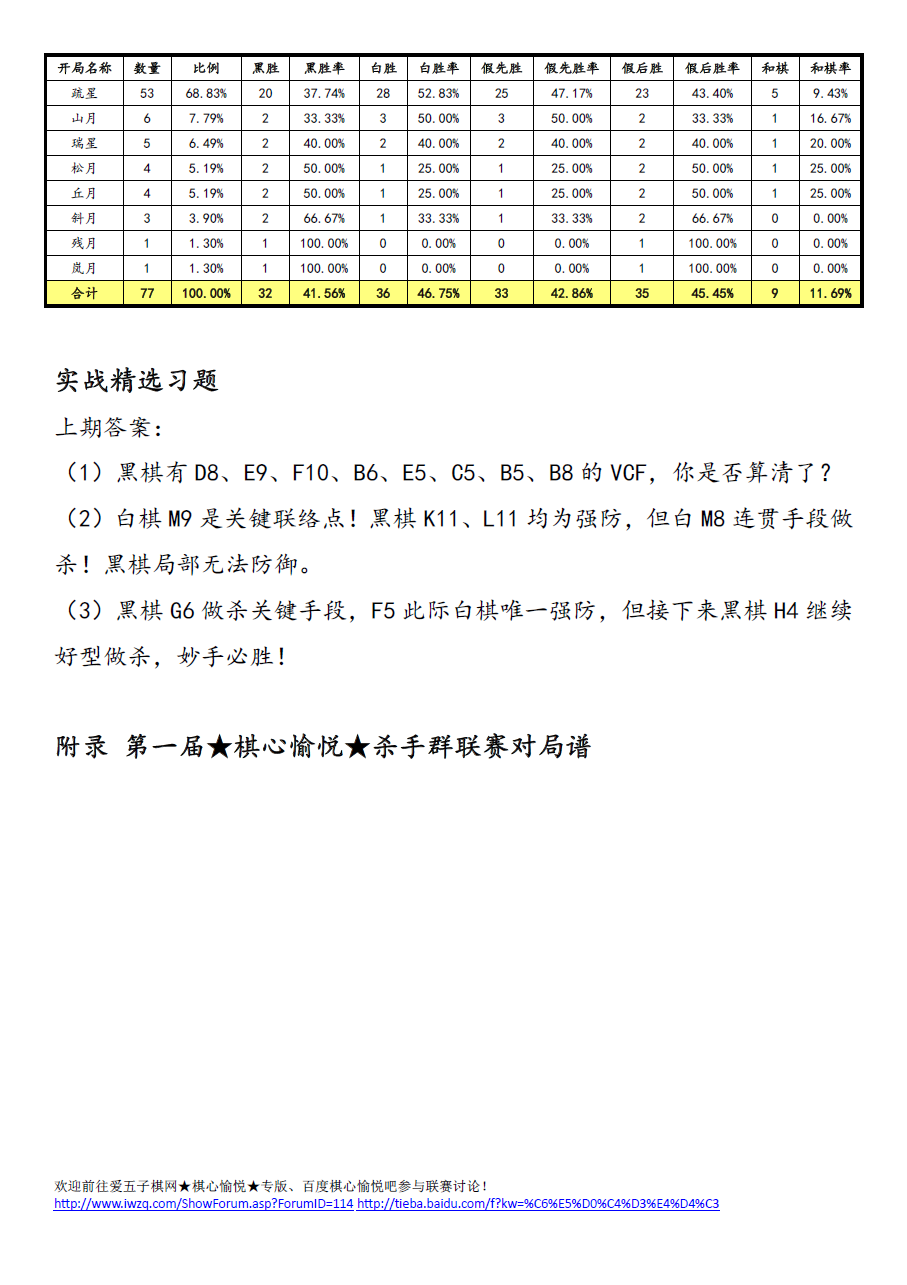 开局名称 数量 比例 黑胜 黑胜率 白胜 白胜率 假先胜 假先胜率 假后胜 假后胜率 和棋 和棋率
疏星 53 68.83% 20 37.74% 28 52.83% 25 47.17% 23 43.40% 5 9.43%
山月 6 7.79% 2 33.33% 3 50.00% 3 50.00% 2 33.33% 1 16.67%
瑞星 5 6.49% 2 40.00% 2 40.00% 2 40.00% 2 40.00% 1 20.00%
松月 4 5.19% 2 50.00% 1 25.00% 1 25.00% 2 50.00% 1 25.00%
丘月 4 5.19% 2 50.00% 1 25.00% 1 25.00% 2 50.00% 1 25.00%
斜月 3 3.90% 2 66.67% 1 33.33% 1 33.33% 2 66.67% 0 0.00%
残月 1 1.30% 1 100.00% 0 0.00% 0 0.00% 1 100.00% 0 0.00%
岚月 1 1.30% 1 100.00% 0 0.00% 0 0.00% 1 100.00% 0 0.00%
合计 77 100.00% 32 41.56% 36 46.75% 33 42.86% 35 45.45% 9 11.69%
实战精选习题
上期答案：
（1）黑棋有 D8、E9、F10、B6、E5、C5、B5、B8 的 VCF，你是否算清了？
（2）白棋 M9 是关键联络点！黑棋 K11、L11 均为强防，但白 M8 连贯手段做
杀！黑棋局部无法防御。
（3）黑棋 G6 做杀关键手段，F5 此际白棋唯一强防，但接下来黑棋 H4 继续
好型做杀，妙手必胜！
附录 第一届★棋心愉悦★杀手群联赛对局谱
欢迎前往爱五子棋网★棋心愉悦★专版、百度棋心愉悦吧参与联赛讨论！
http://www.iwzq.com/ShowForum.asp?ForumID=114 http://tieba.baidu.com/f?kw=%C6%E5%D0%C4%D3%E4%D4%C3